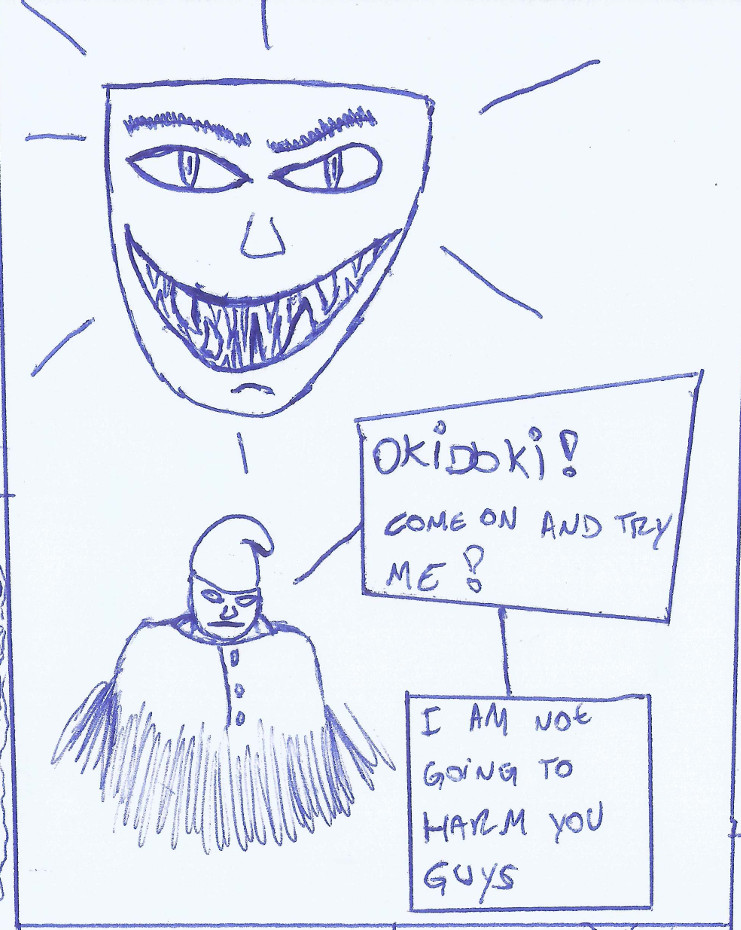 OKiDOKi!
COME ON AND TRY
ME!
I AM NOT
GOiNG TO
HARM YOU
GUYS